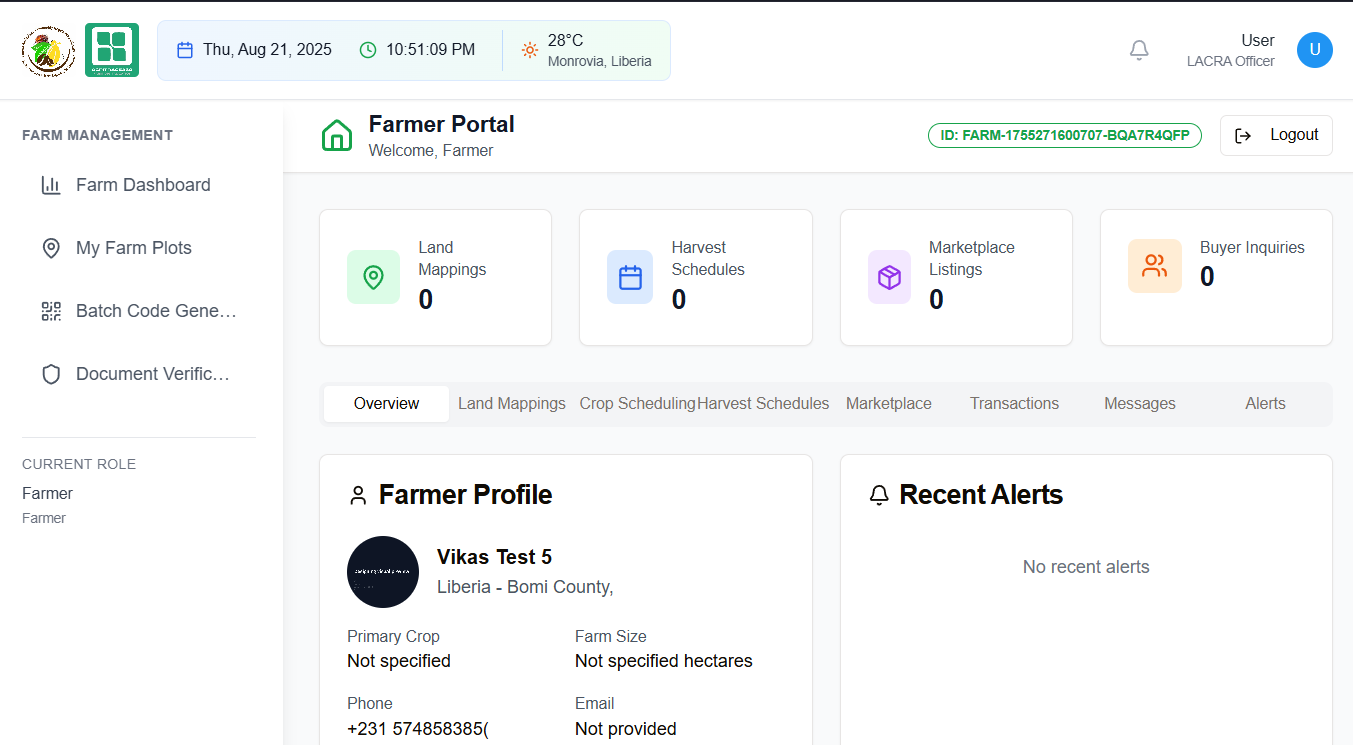 Thu, Aug 21, 2025
10:51:09 PM
28°C
Monrovia, Liberia
User
LACRA Officer
U
FARM MANAGEMENT
Farm Dashboard
My Farm Plots
Batch Code Gene…
Document Verific…
CURRENT ROLE
Farmer
Farmer
Farmer Portal
Welcome, Farmer
ID: FARM-1755271600707-BQA7R4QFP
Logout
Land
Mappings
0
Harvest
Schedules
0
Marketplace
Listings
0
Buyer Inquiries
0
Overview
Land Mappings
Crop Scheduling
Harvest Schedules
Marketplace
Transactions
Messages
Alerts
Farmer Profile
Vikas Test 5
Liberia - Bomi County,
Primary Crop
Not specified
Farm Size
Not specified hectares
Phone
+231 574858385(
Email
Not provided
Recent Alerts
No recent alerts